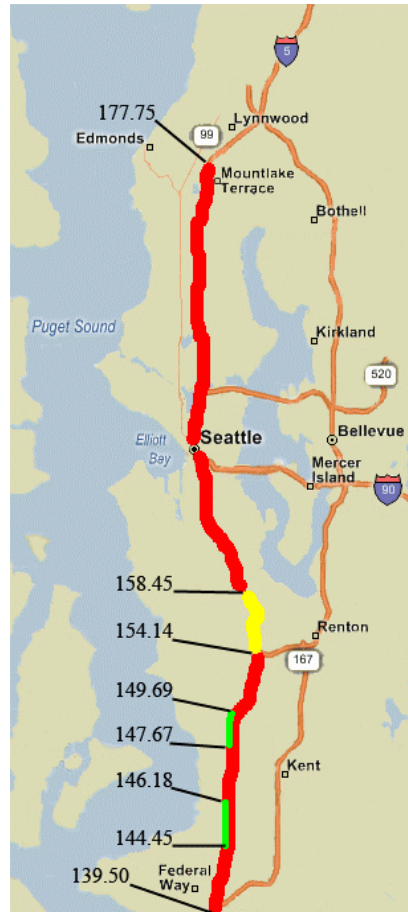 5
177.75
Lynnwood
99
Edmonds
Mountlake
Terrace
Bothell
Puget Sound
Kirkland
520
Elliott
Bay
Seattle
Bellevue
Mercer
Island
90
158.45
154.14
Renton
167
149.69
147.67
Kent
146.18
144.45
Federal
Way
139.50